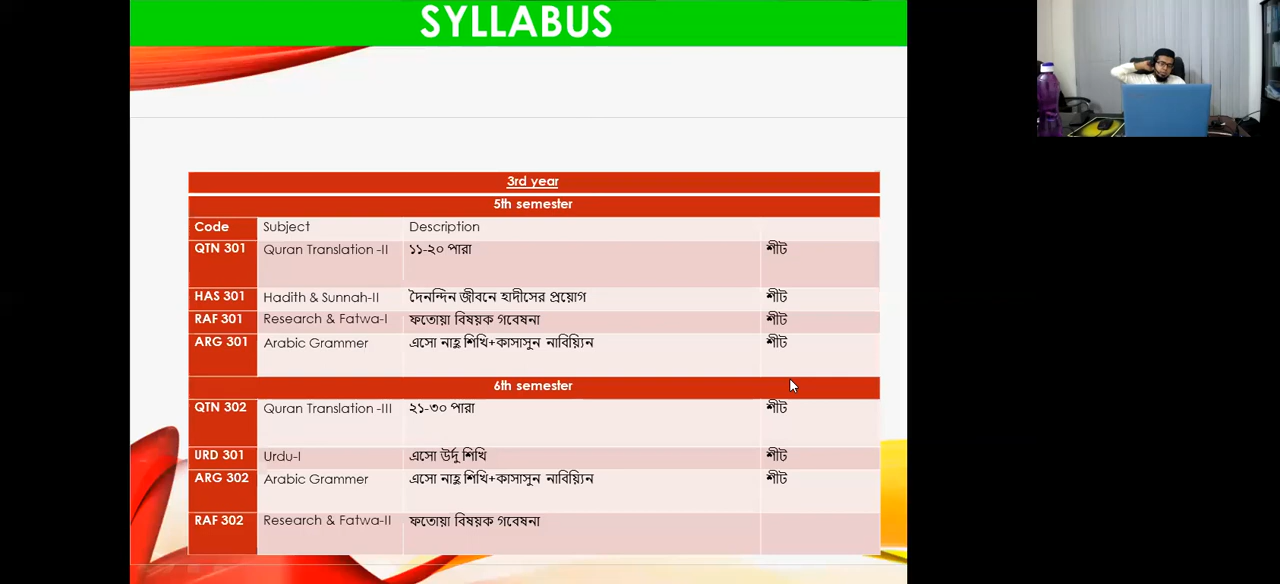 SYLLABUS
3rd year
5th semester
Code Subject Description
QTN 301 Quran Translation -II ১১-২০ পারা শীট
HAS 301 Hadith & Sunnah-II দৈনন্দিন জীবনে হাদীসের প্রয়োগ শীট
RAF 301 Research & Fatwa-I ফতোয়া বিষয়ক গবেষনা শীট
ARG 301 Arabic Grammer এসো নাহু শিখি+কাসাসুন নাবিয়্যিন শীট
6th semester
QTN 302 Quran Translation -III ২১-৩০ পারা শীট
URD 301 Urdu-I এসো উর্দু শিখি শীট
ARG 302 Arabic Grammer এসো নাহু শিখি+কাসাসুন নাবিয়্যিন শীট
RAF 302 Research & Fatwa-II ফতোয়া বিষয়ক গবেষনা